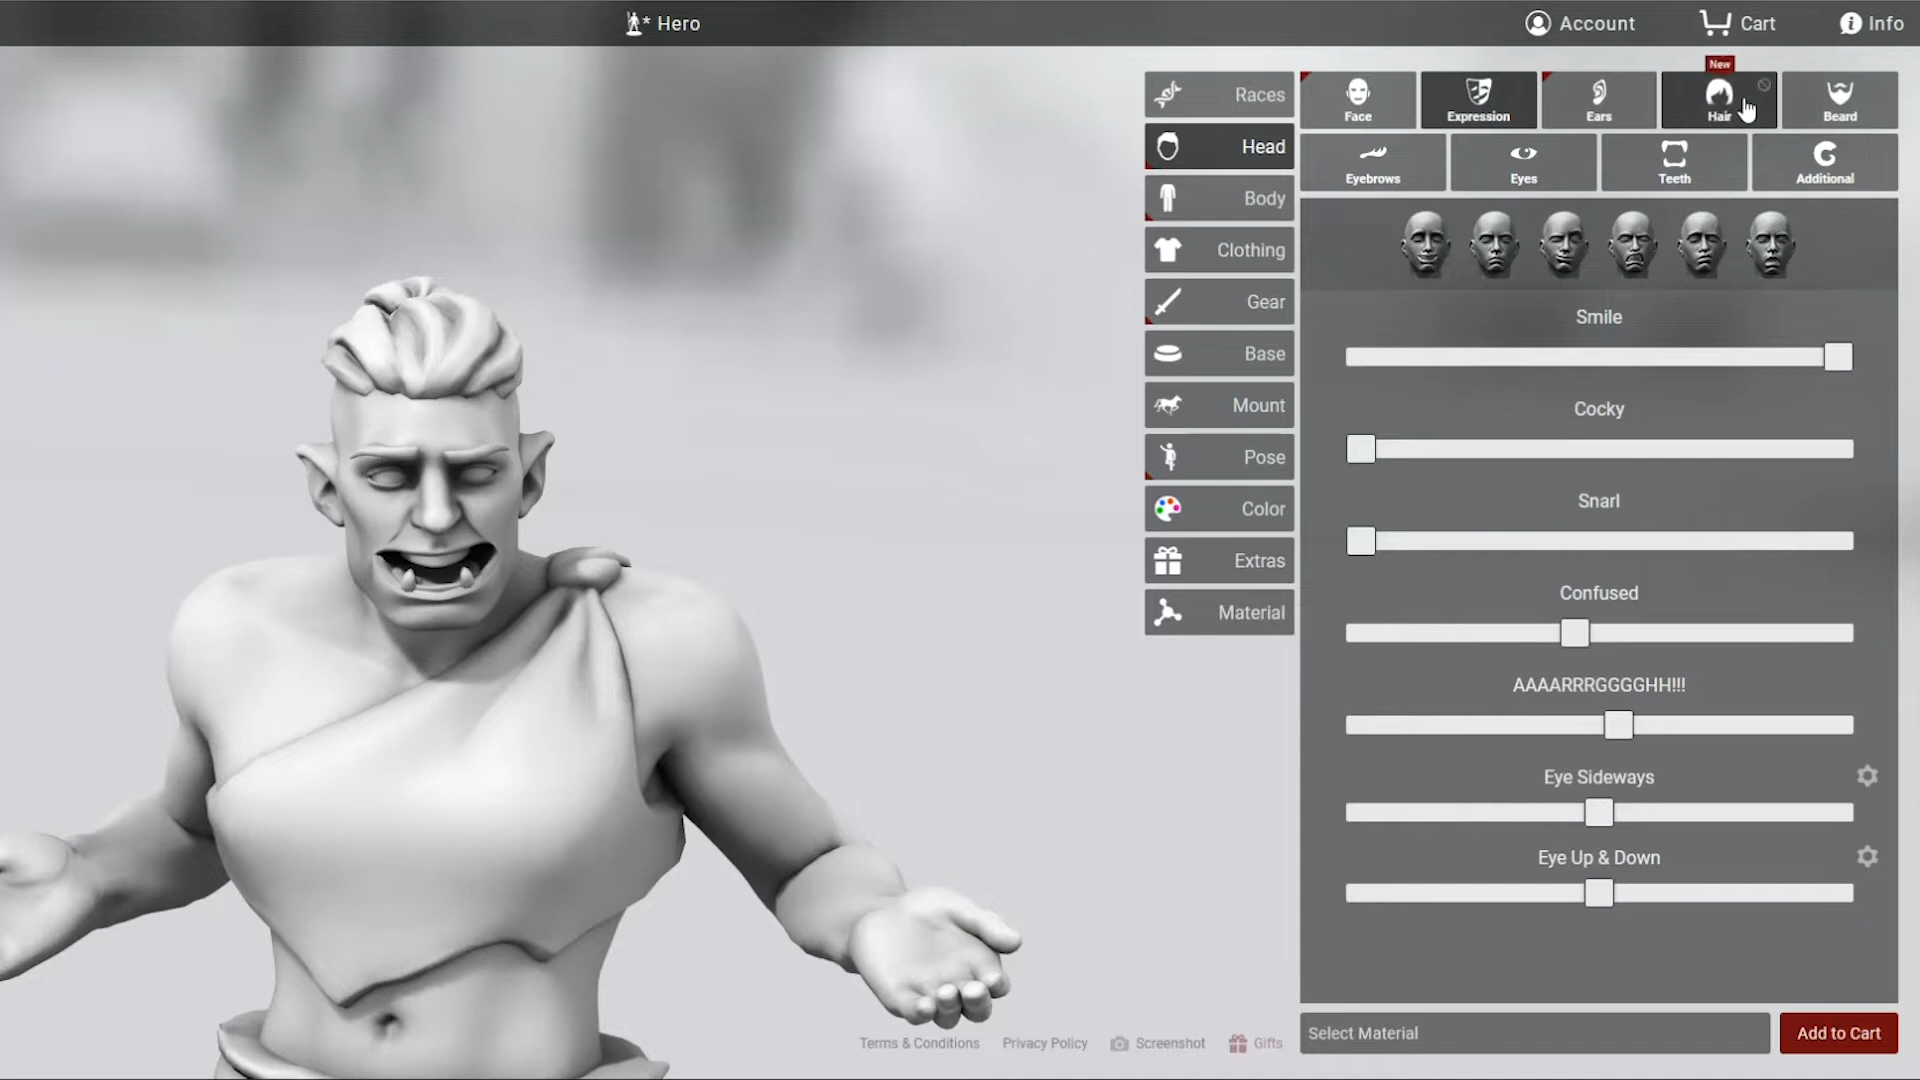 * Hero
Account
Cart
Info
New
Races
Head
Body
Clothing
Gear
Base
Mount
Pose
Color
Extras
Material
Face
Expression
Ears
Hair
Beard
Eyebrows
Eyes
Teeth
Additional
Smile
Cocky
Snarl
Confused
AAAARRRGGGGHH!!!
Eye Sideways
Eye Up & Down
Terms & Conditions
Privacy Policy
Screenshot
Gifts
Select Material
Add to Cart